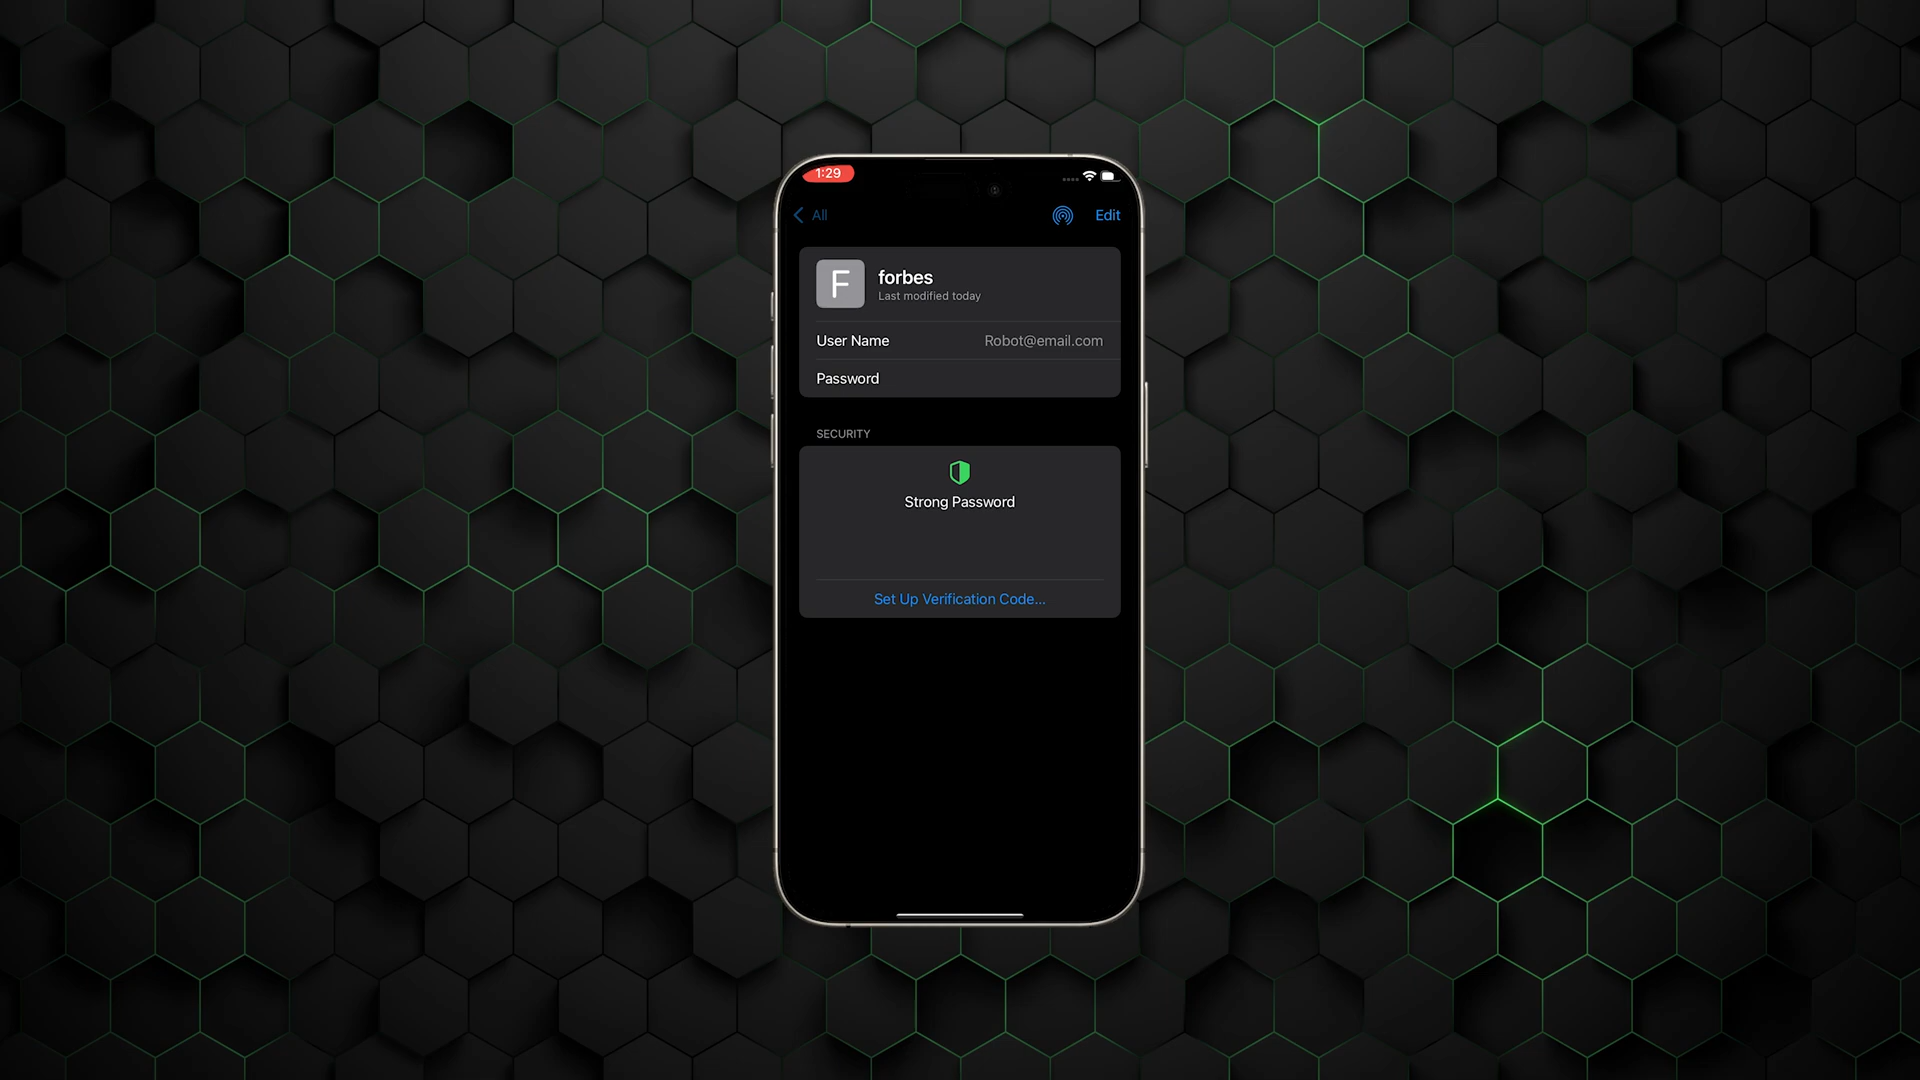 1:29
All
Edit
F
forbes
Last modified today
User Name
Robot@email.com
Password
SECURITY
Strong Password
Set Up Verification Code...